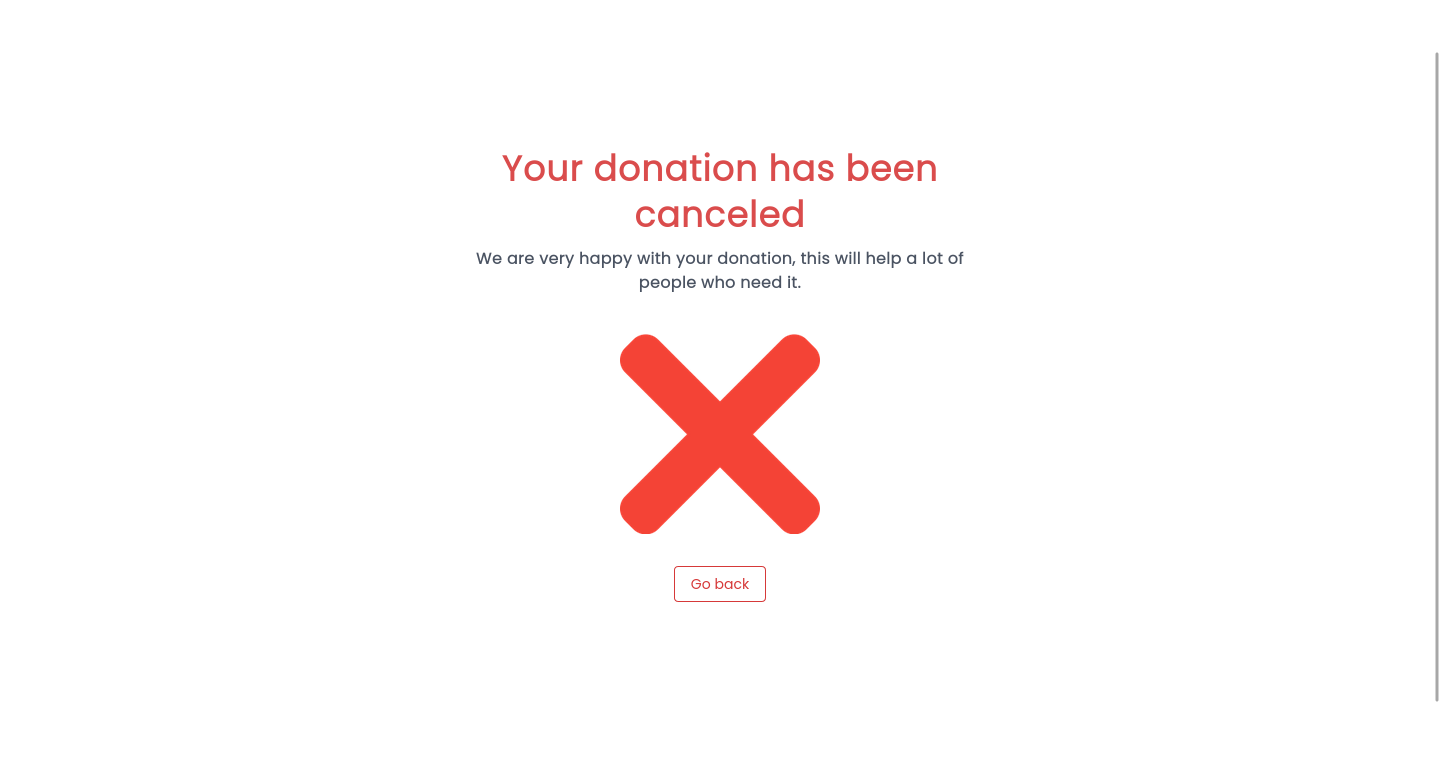 Your donation has been
canceled
We are very happy with your donation, this will help a lot of
people who need it.
Go back